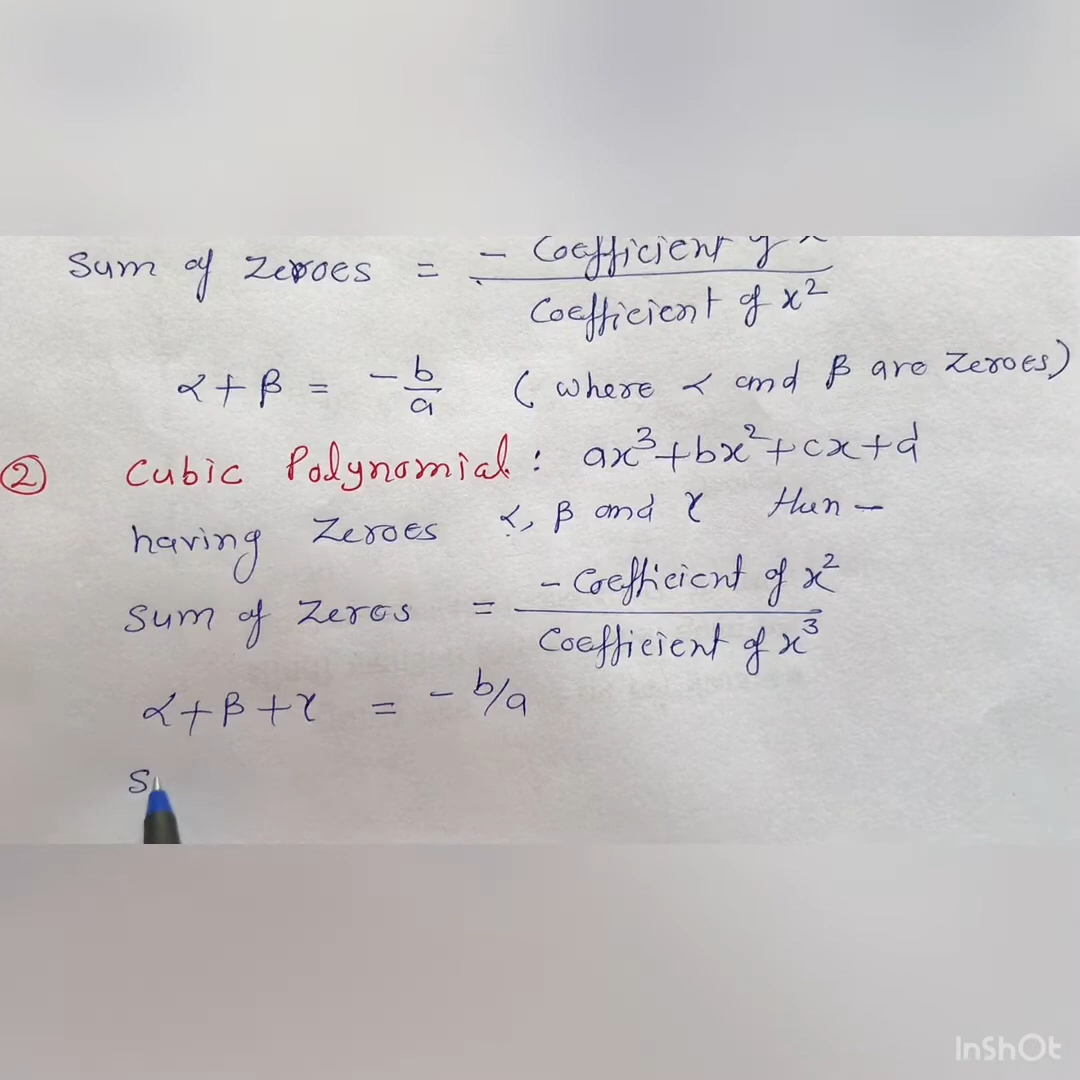 Sum of zeroes = - Coefficient of x / Coefficient of x²
α + β = - b/a (where α and β are zeroes)
② Cubic Polynomial : ax³+bx²+cx+d
having zeroes α, β and γ then –
sum of zeros = - Coefficient of x² / Coefficient of x³
α + β + γ = - b/a
S
InShOt